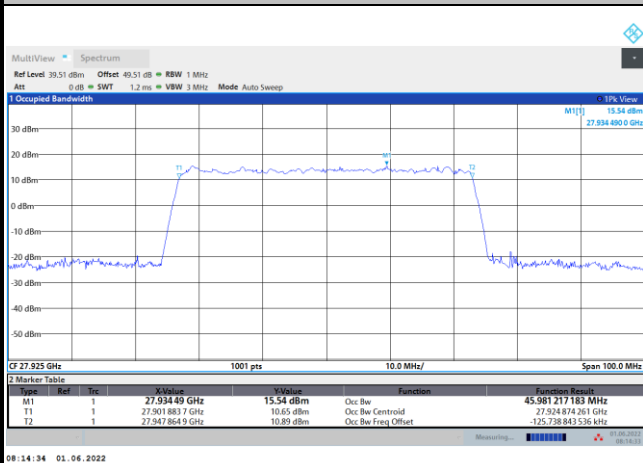 MultiView Spectrum
Ref Level 39.51 dBm Offset 49.51 dB RBW 1 MHz
Att 0 dB SWT 1.2 ms VBW 3 MHz Mode Auto Sweep
1 Occupied Bandwidth 1Pk View
M1[1] 15.54 dBm
27.934 490 0 GHz
30 dBm
20 dBm
M1
T1 T2
10 dBm
0 dBm
-10 dBm
-20 dBm
-30 dBm
-40 dBm
-50 dBm
CF 27.925 GHz 1001 pts 10.0 MHz/ Span 100.0 MHz
2 Marker Table
Type Ref Trc X-Value Y-Value Function Function Result
M1 1 27.934 49 GHz 15.54 dBm Occ Bw 45.981 217 183 MHz
T1 1 27.901 883 7 GHz 10.65 dBm Occ Bw Centroid 27.924 874 261 GHz
T2 1 27.947 864 9 GHz 10.89 dBm Occ Bw Freq Offset -125.738 843 536 kHz
Measuring... 01.06.2022
08:14:33
08:14:34 01.06.2022